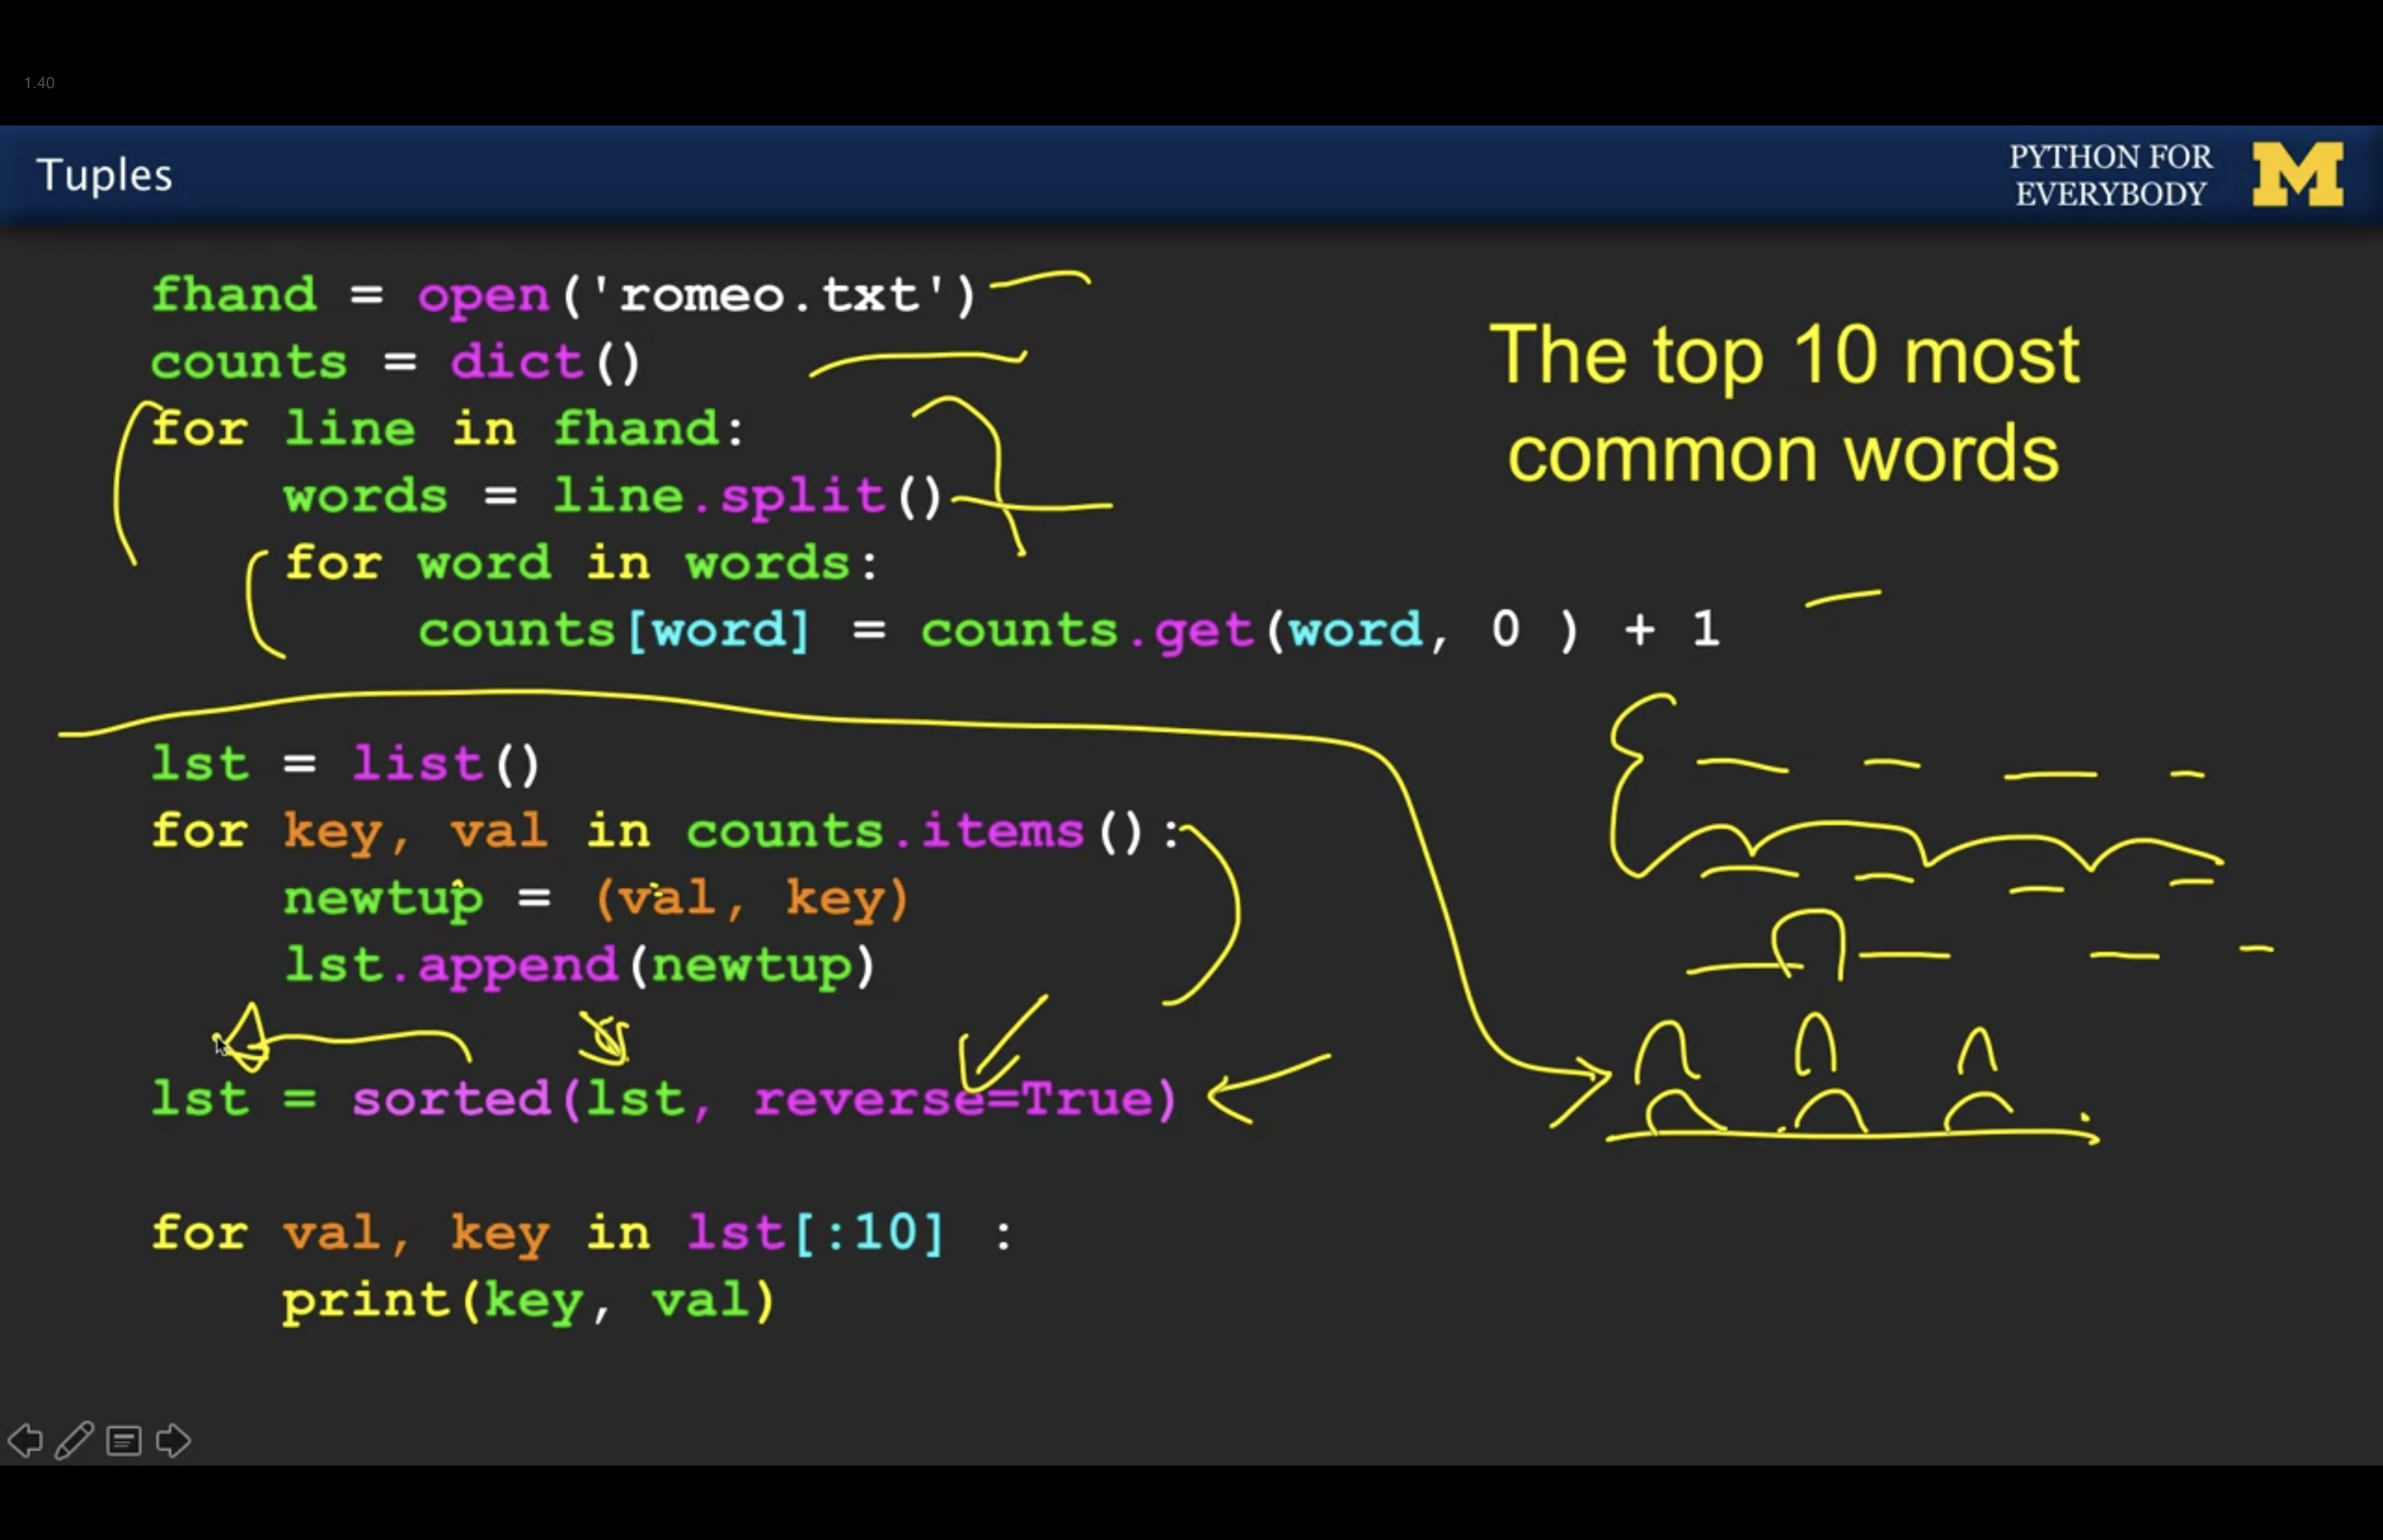 1.40
Tuples
PYTHON FOR
EVERYBODY
M
fhand = open('romeo.txt')
counts = dict()
for line in fhand:
    words = line.split()
    for word in words:
        counts[word] = counts.get(word, 0 ) + 1
The top 10 most
common words
lst = list()
for key, val in counts.items():
    newtup = (val, key)
    lst.append(newtup)
lst = sorted(lst, reverse=True)
for val, key in lst[:10] :
    print(key, val)